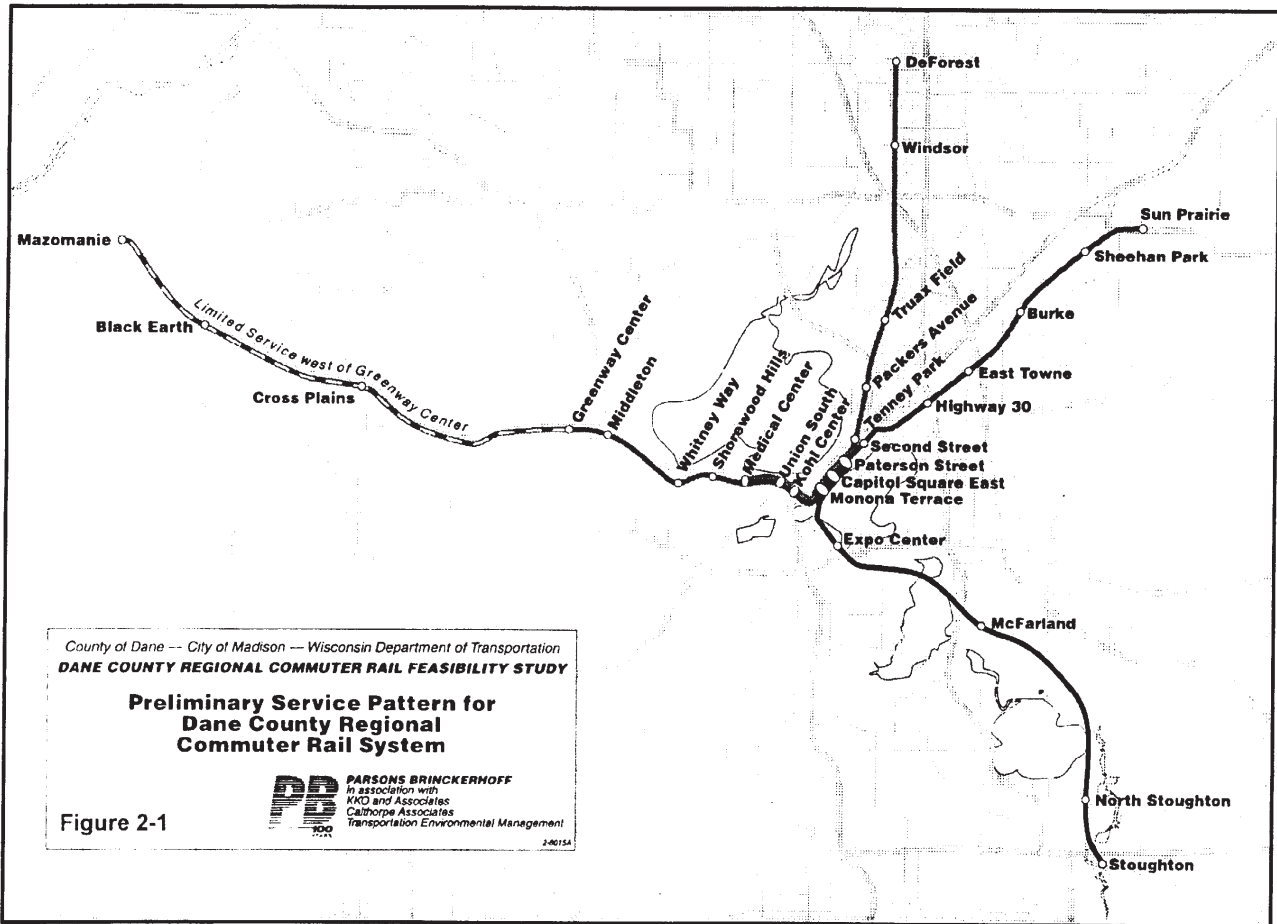 DeForest
Windsor
Sun Prairie
Sheehan Park
Mazomanie
Truax Field
Burke
Black Earth
Limited Service west of Greenway Center
Packers Avenue
Greenway Center
Middleton
East Towne
Cross Plains
Tenney Park
Highway 30
Whitney Way
Shorewood Hills
Medical Center
Union South
Kohl Center
Second Street
Paterson Street
Capitol Square East
Monona Terrace
Expo Center
McFarland
North Stoughton
Stoughton
County of Dane -- City of Madison -- Wisconsin Department of Transportation
DANE COUNTY REGIONAL COMMUTER RAIL FEASIBILITY STUDY
Preliminary Service Pattern for
Dane County Regional
Commuter Rail System
PB
100
YEARS
PARSONS BRINCKERHOFF
in association with
KKO and Associates
Calthorpe Associates
Transportation Environmental Management
Figure 2-1
2-8015A